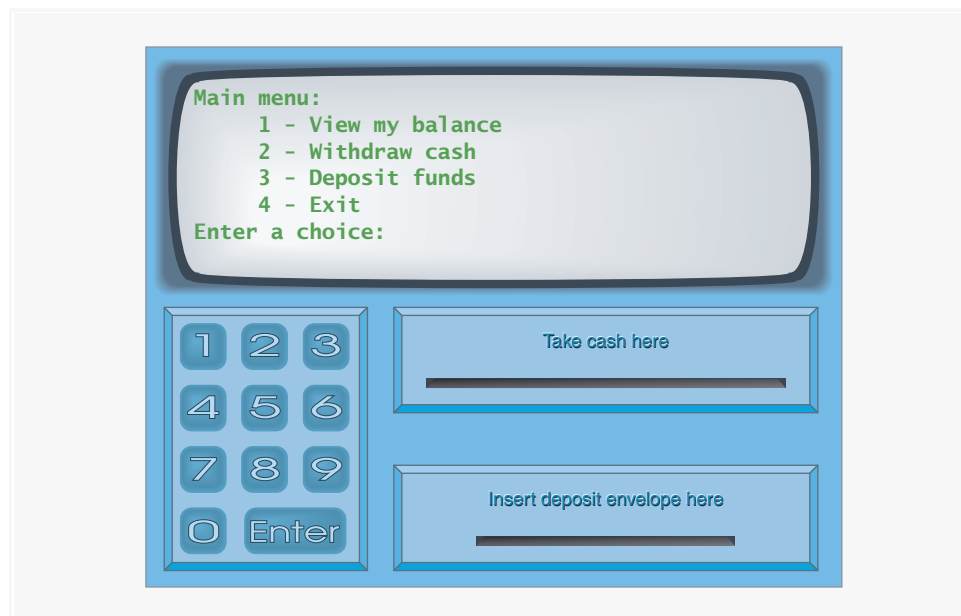 Main menu:
1 - View my balance
2 - Withdraw cash
3 - Deposit funds
4 - Exit
Enter a choice:
1 2 3
4 5 6
7 8 9
0 Enter
Take cash here
Insert deposit envelope here